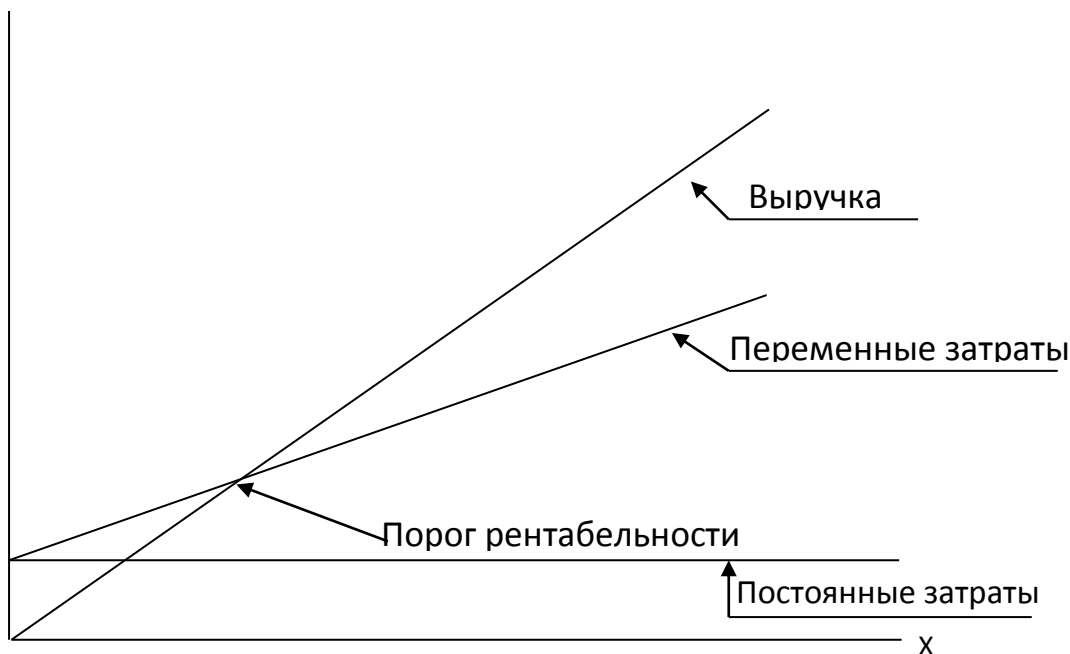 Выручка
Переменные затраты
Порог рентабельности
Постоянные затраты
х